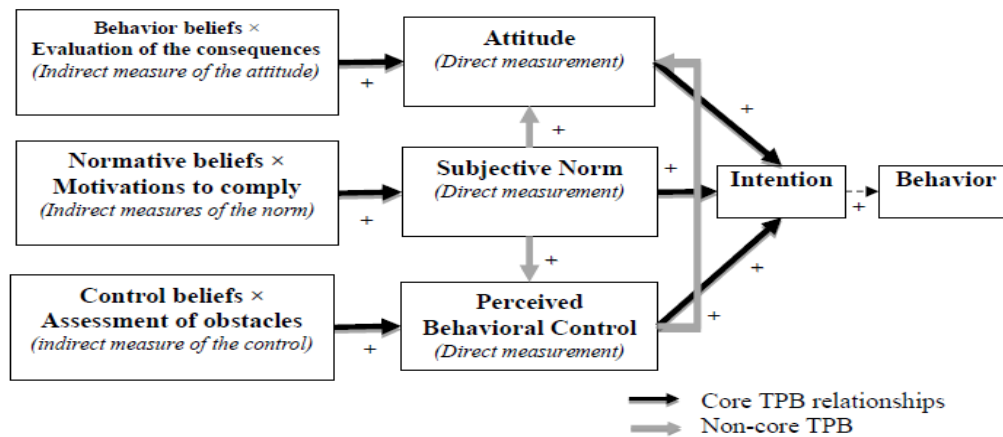 Behavior beliefs ×
Evaluation of the consequences
(Indirect measure of the attitude)
+
Attitude
(Direct measurement)
+
+
Normative beliefs ×
Motivations to comply
(Indirect measures of the norm)
+
Subjective Norm
(Direct measurement)
+
Intention
+
Behavior
+
Control beliefs ×
Assessment of obstacles
(indirect measure of the control)
+
Perceived
Behavioral Control
(Direct measurement)
+
+
Core TPB relationships
Non-core TPB